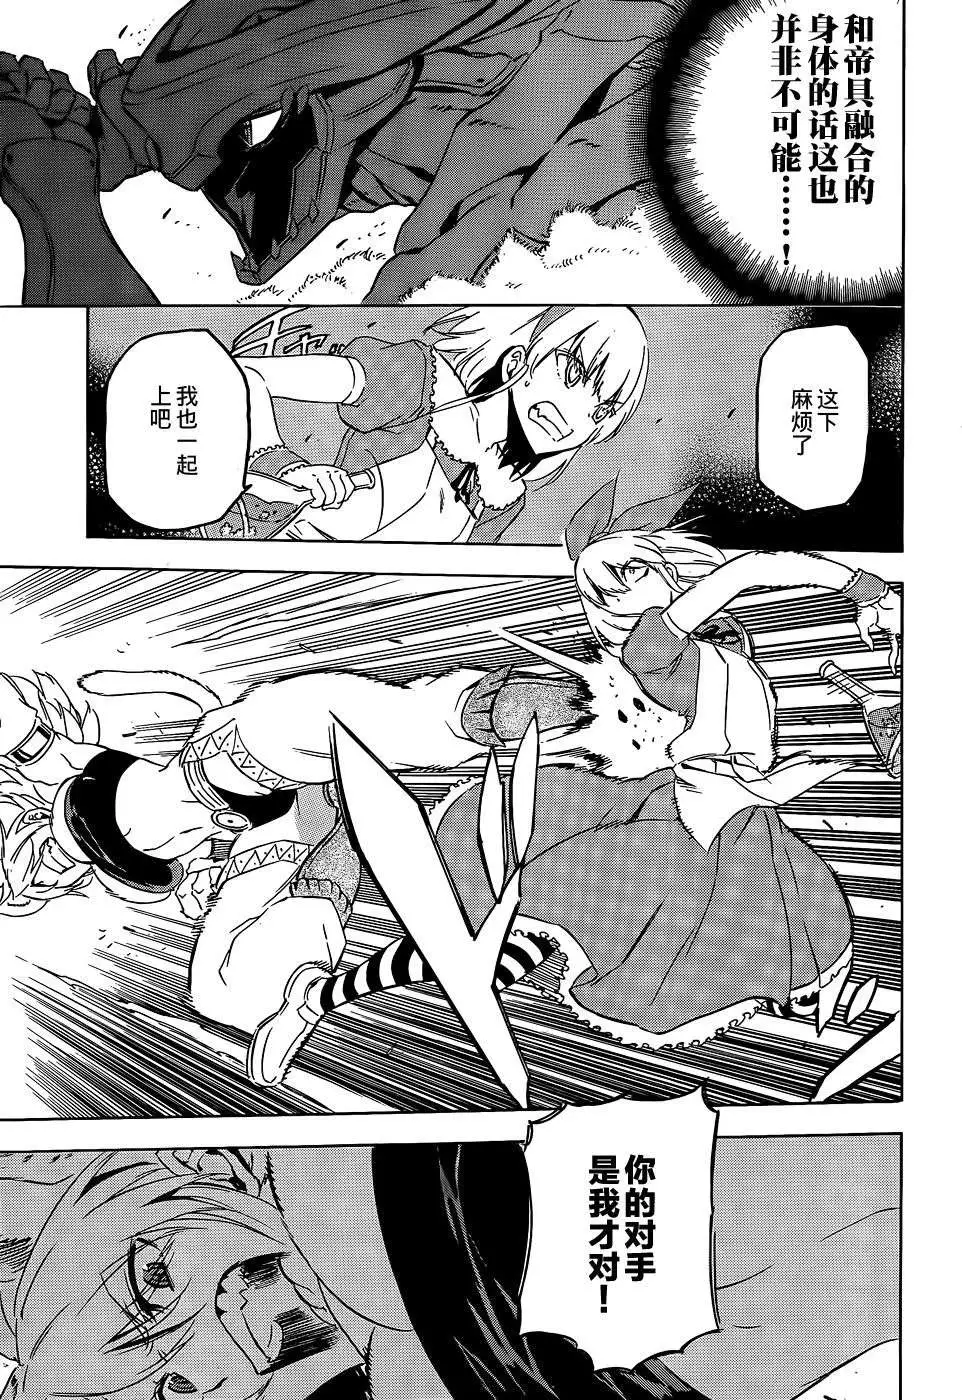 和帝具融合的
身体的话这也
并非不可能……！
这下
麻烦了
我也一起
上吧
你的对手
是我才对！